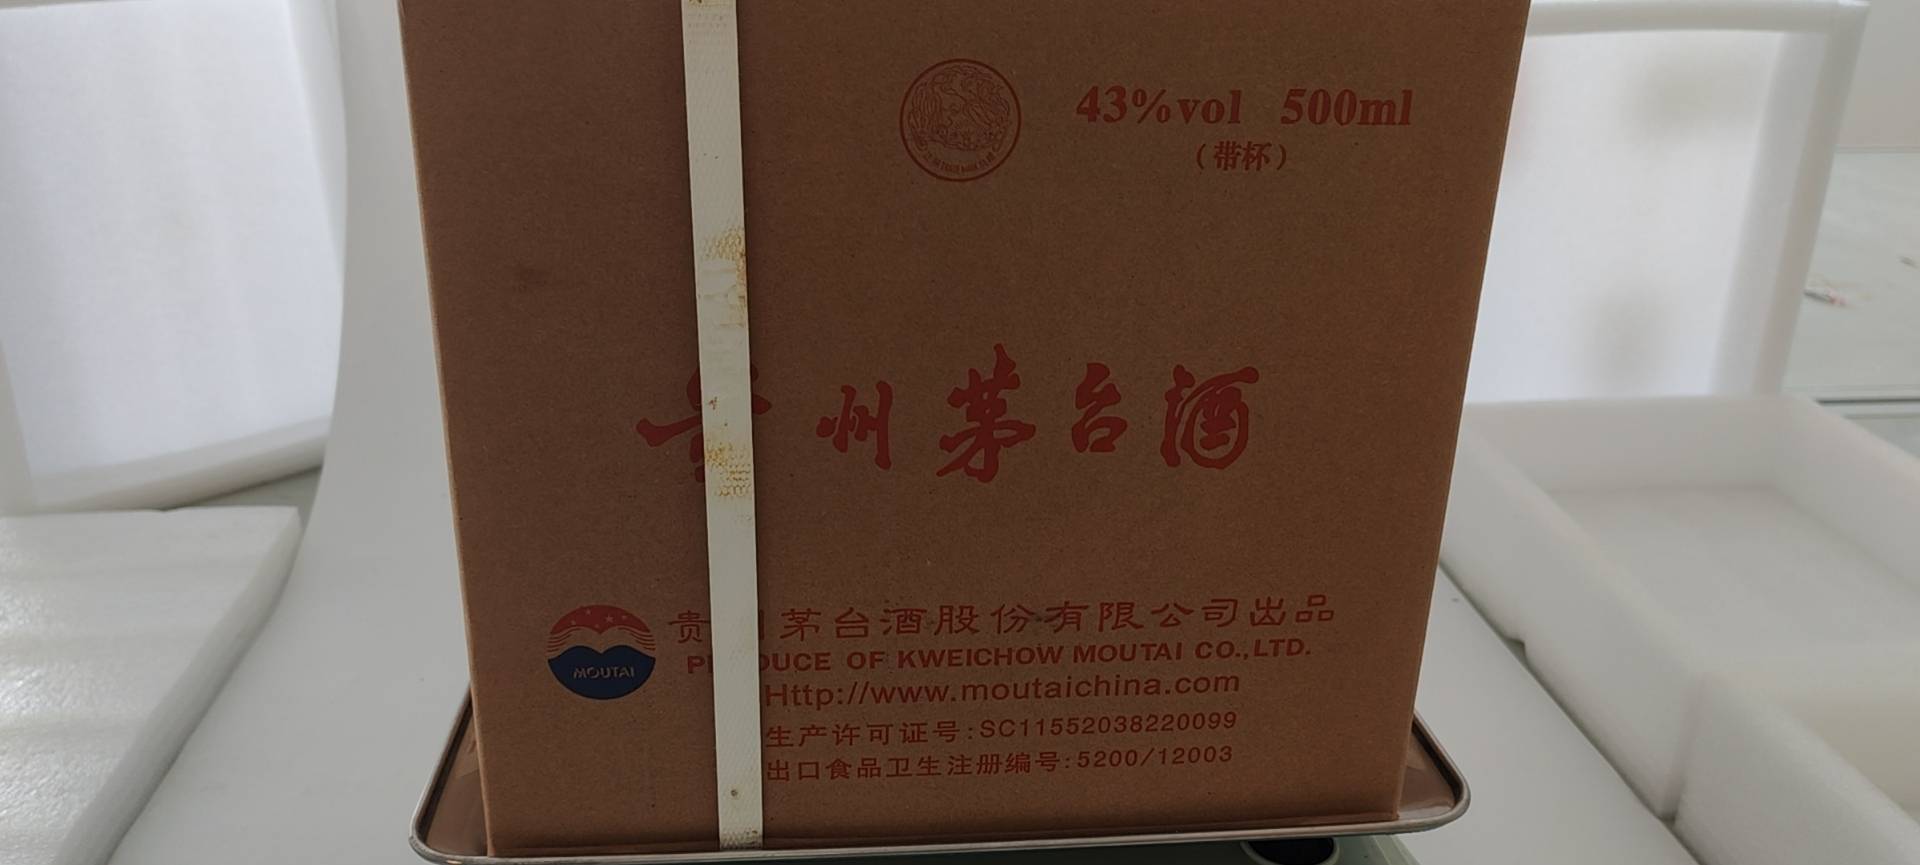 43%vol 500ml
(带杯)
州茅台酒
MOUTAI
贵 茅台酒股份有限公司出品
OF KWEICHOW MOUTAI CO.,LTD.
Http://www.moutaichina.com
生产许可证号:SC11552038220099
出口食品卫生注册编号:5200/12003